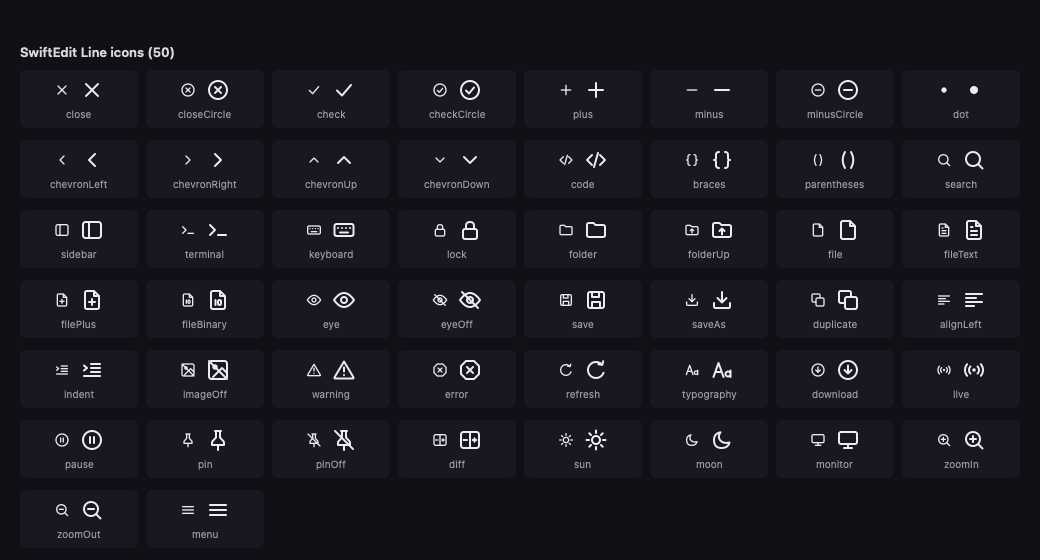 SwiftEdit Line icons (50)
close closeCircle check checkCircle plus minus minusCircle dot
chevronLeft chevronRight chevronUp chevronDown code braces parentheses search
sidebar terminal keyboard lock folder folderUp file fileText
filePlus fileBinary eye eyeOff save saveAs duplicate alignLeft
indent imageOff warning error refresh typography download live
pause pin pinOff diff sun moon monitor zoomIn
zoomOut menu